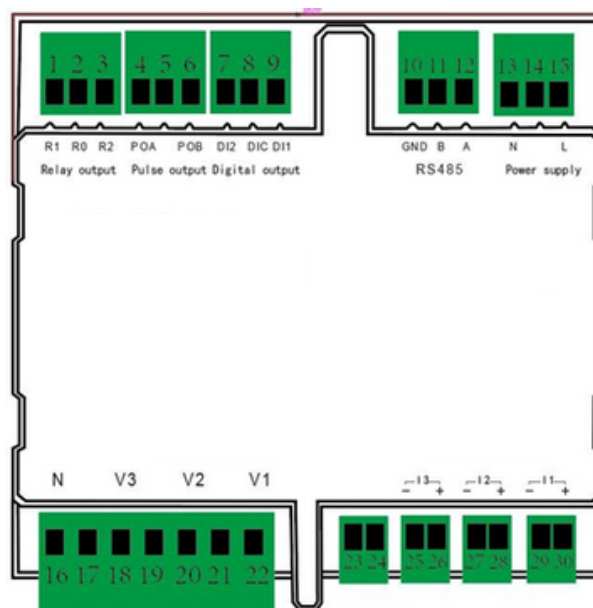 1 2 3 4 5 6 7 8 9 10 11 12 13 14 15
R1 R0 R2 POA POB DI2 DIC DI1 GND B A N L
Relay output Pulse output Digital output RS485 Power supply
N V3 V2 V1 I3 I2 I1
- + - + - +
16 17 18 19 20 21 22 23 24 25 26 27 28 29 30